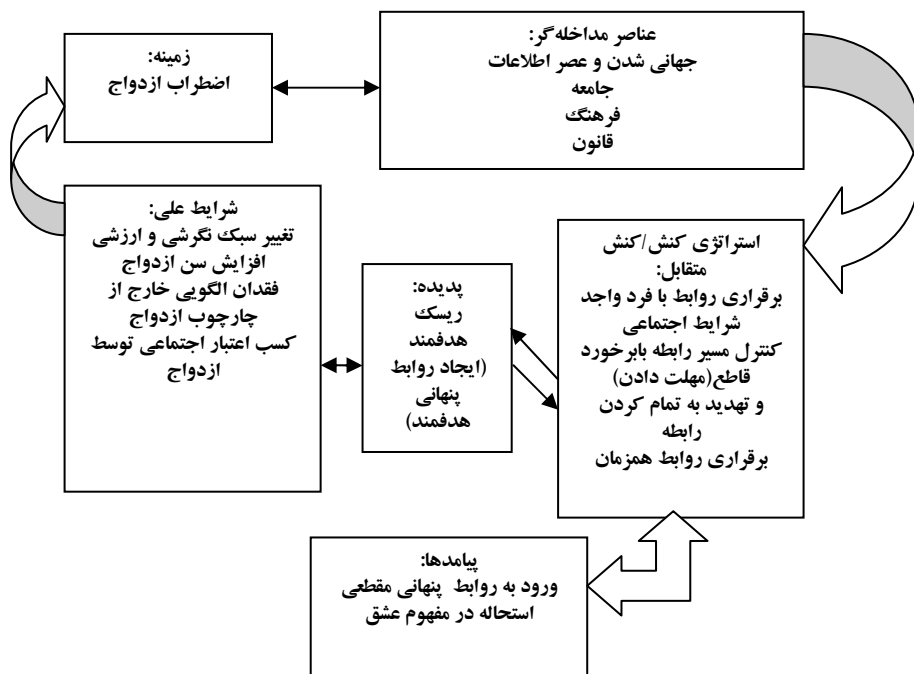 زمینه:
اضطراب ازدواج
عناصر مداخله‌گر:
جهانی شدن و عصر اطلاعات
جامعه
فرهنگ
قانون
شرایط علی:
تغییر سبک نگرشی و ارزشی
افزایش سن ازدواج
فقدان الگویی خارج از
چارچوب ازدواج
کسب اعتبار اجتماعی توسط
ازدواج
پدیده:
ریسک
هدفمند
(ایجاد روابط
پنهانی
هدفمند)
استراتژی کنش/کنش
متقابل:
برقراری روابط با فرد واجد
شرایط اجتماعی
کنترل مسیر رابطه بابرخورد
قاطع(مهلت دادن)
و تهدید به تمام کردن
رابطه
برقراری روابط همزمان
پیامدها:
ورود به روابط پنهانی مقطعی
استحاله در مفهوم عشق